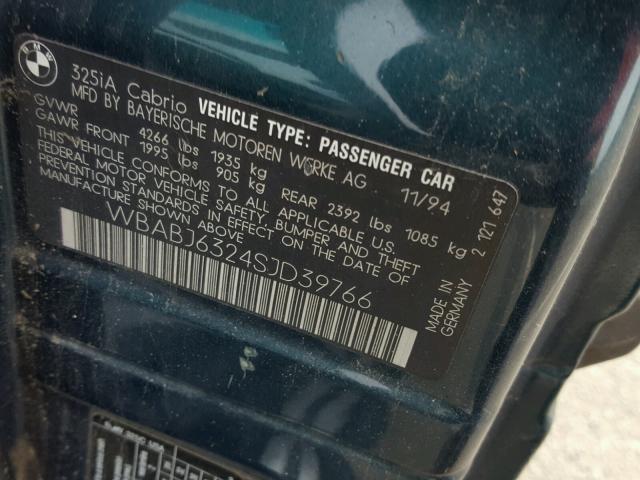 BMW
325iA Cabrio VEHICLE TYPE: PASSENGER CAR
MFD BY BAYERISCHE MOTOREN WERKE AG 11/94
GVWR 4266 lbs 1935 kg
GAWR FRONT 1995 lbs 905 kg REAR 2392 lbs 1085 kg
THIS VEHICLE CONFORMS TO ALL APPLICABLE U.S.
FEDERAL MOTOR VEHICLE SAFETY, BUMPER AND THEFT
PREVENTION STANDARDS IN EFFECT ON THE DATE OF
MANUFACTURE SHOWN ABOVE
WBABJ6324SJD39766
MADE IN
GERMANY
2 121 647